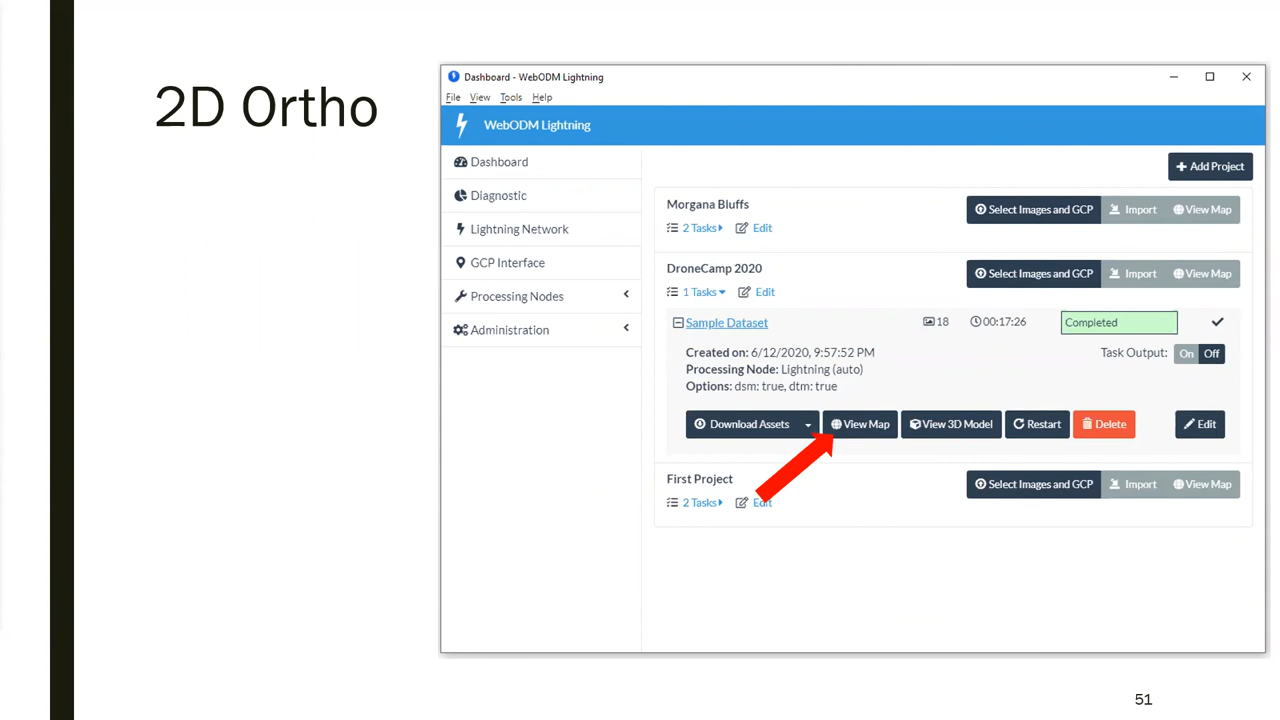 2D Ortho
Dashboard - WebODM Lightning
File View Tools Help
WebODM Lightning
Dashboard
Diagnostic
Lightning Network
GCP Interface
Processing Nodes
Administration
Add Project
Morgana Bluffs
Select Images and GCP Import View Map
2 Tasks Edit
DroneCamp 2020
Select Images and GCP Import View Map
1 Tasks Edit
Sample Dataset 18 00:17:26 Completed
Created on: 6/12/2020, 9:57:52 PM
Task Output: On Off
Processing Node: Lightning (auto)
Options: dsm: true, dtm: true
Download Assets View Map View 3D Model Restart Delete Edit
First Project
Select Images and GCP Import View Map
2 Tasks Edit
51